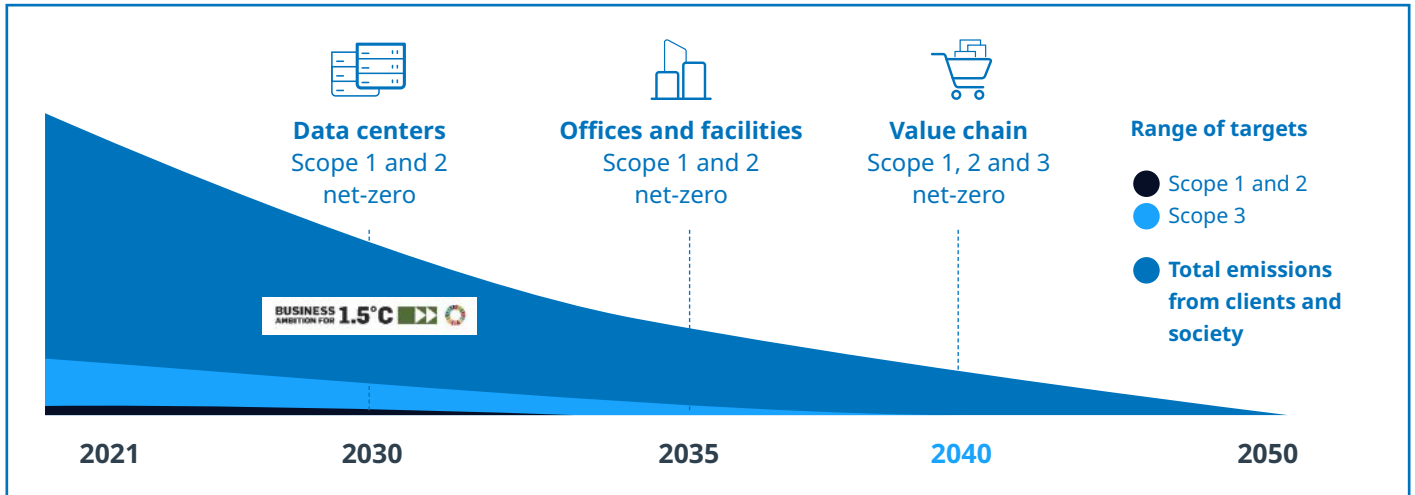 Data centers
Scope 1 and 2
net-zero
Offices and facilities
Scope 1 and 2
net-zero
Value chain
Scope 1, 2 and 3
net-zero
Range of targets
Scope 1 and 2
Scope 3
Total emissions
from clients and
society
BUSINESS
AMBITION FOR 1.5°C
2021 2030 2035 2040 2050